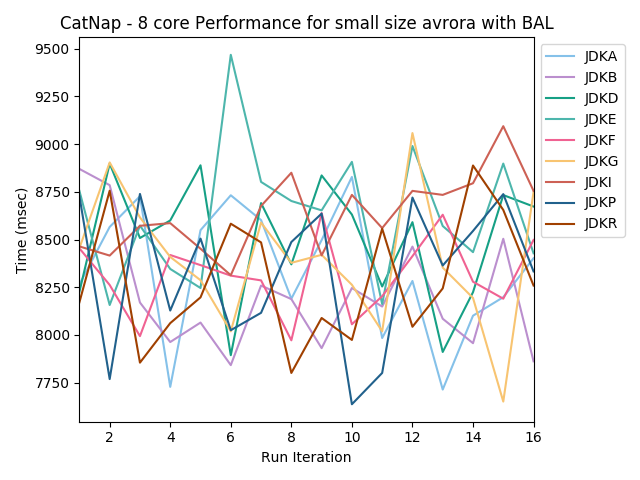 CatNap - 8 core Performance for small size avrora with BAL
Time (msec)
9500
9250
9000
8750
8500
8250
8000
7750
2 4 6 8 10 12 14 16
Run Iteration
JDKA
JDKB
JDKD
JDKE
JDKF
JDKG
JDKI
JDKP
JDKR